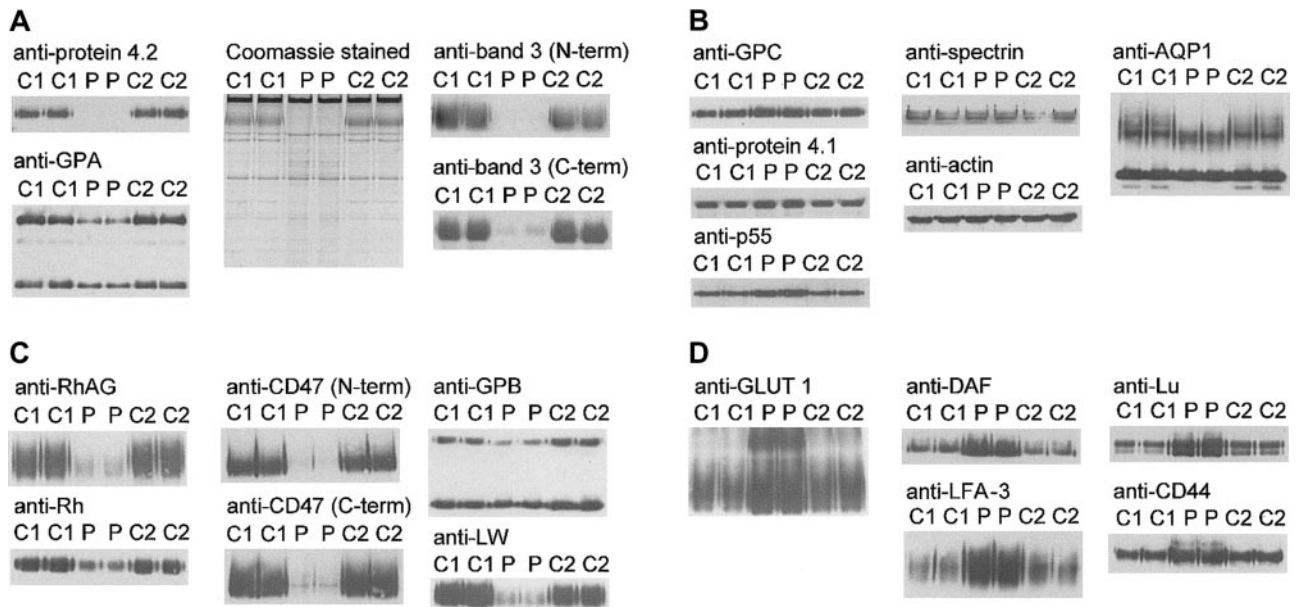 A
anti-protein 4.2
C1 C1 P P C2 C2
anti-GPA
C1 C1 P P C2 C2
Coomassie stained
C1 C1 P P C2 C2
anti-band 3 (N-term)
C1 C1 P P C2 C2
anti-band 3 (C-term)
C1 C1 P P C2 C2
B
anti-GPC
C1 C1 P P C2 C2
anti-protein 4.1
C1 C1 P P C2 C2
anti-p55
C1 C1 P P C2 C2
anti-spectrin
C1 C1 P P C2 C2
anti-actin
C1 C1 P P C2 C2
anti-AQP1
C1 C1 P P C2 C2
C
anti-RhAG
C1 C1 P P C2 C2
anti-Rh
C1 C1 P P C2 C2
anti-CD47 (N-term)
C1 C1 P P C2 C2
anti-CD47 (C-term)
C1 C1 P P C2 C2
anti-GPB
C1 C1 P P C2 C2
anti-LW
C1 C1 P P C2 C2
D
anti-GLUT 1
C1 C1 P P C2 C2
anti-DAF
C1 C1 P P C2 C2
anti-LFA-3
C1 C1 P P C2 C2
anti-Lu
C1 C1 P P C2 C2
anti-CD44
C1 C1 P P C2 C2